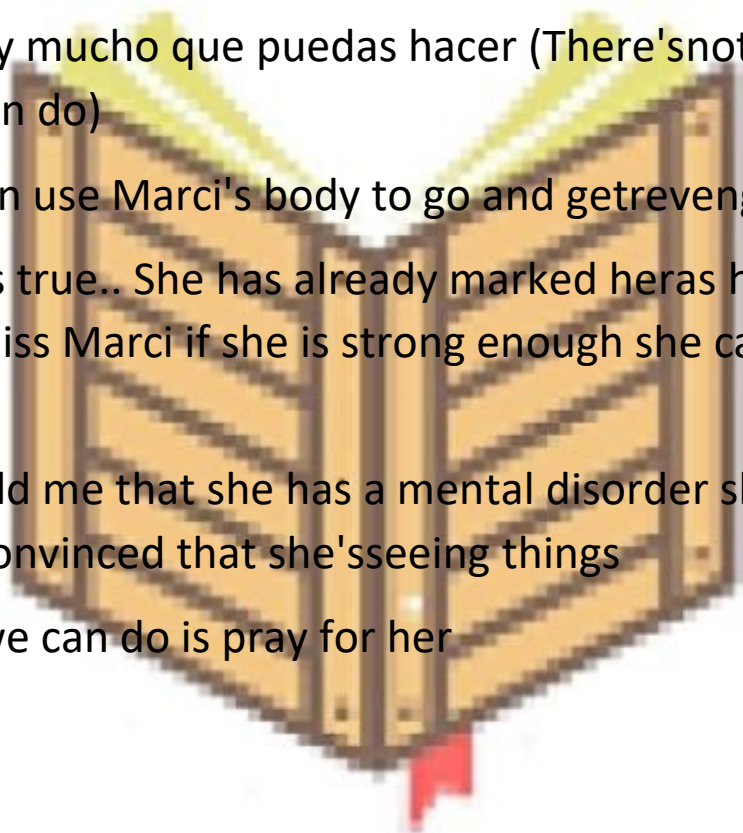 y mucho que puedas hacer (There'snot
n do)
n use Marci's body to go and getreveng
s true.. She has already marked heras h
iss Marci if she is strong enough she ca
ld me that she has a mental disorder s
onvinced that she'sseeing things
ve can do is pray for her